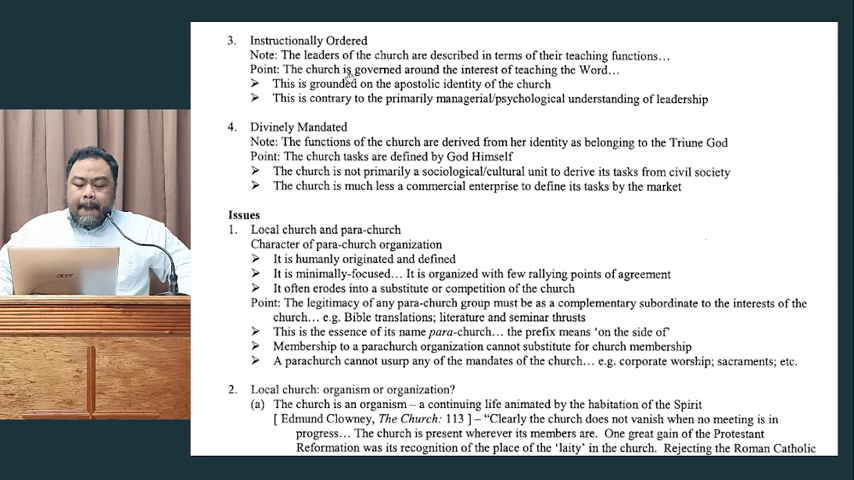 3. Instructionally Ordered
Note: The leaders of the church are described in terms of their teaching functions…
Point: The church is governed around the interest of teaching the Word…
➤ This is grounded on the apostolic identity of the church
➤ This is contrary to the primarily managerial/psychological understanding of leadership
4. Divinely Mandated
Note: The functions of the church are derived from her identity as belonging to the Triune God
Point: The church tasks are defined by God Himself
➤ The church is not primarily a sociological/cultural unit to derive its tasks from civil society
➤ The church is much less a commercial enterprise to define its tasks by the market
Issues
1. Local church and para-church
Character of para-church organization
➤ It is humanly originated and defined
➤ It is minimally-focused… It is organized with few rallying points of agreement
➤ It often erodes into a substitute or competition of the church
Point: The legitimacy of any para-church group must be as a complementary subordinate to the interests of the
church… e.g. Bible translations; literature and seminar thrusts
➤ This is the essence of its name para-church… the prefix means 'on the side of'
➤ Membership to a parachurch organization cannot substitute for church membership
➤ A parachurch cannot usurp any of the mandates of the church… e.g. corporate worship; sacraments; etc.
2. Local church: organism or organization?
(a) The church is an organism – a continuing life animated by the habitation of the Spirit
[ Edmund Clowney, The Church: 113 ] – "Clearly the church does not vanish when no meeting is in
progress… The church is present wherever its members are. One great gain of the Protestant
Reformation was its recognition of the place of the 'laity' in the church. Rejecting the Roman Catholic
acer